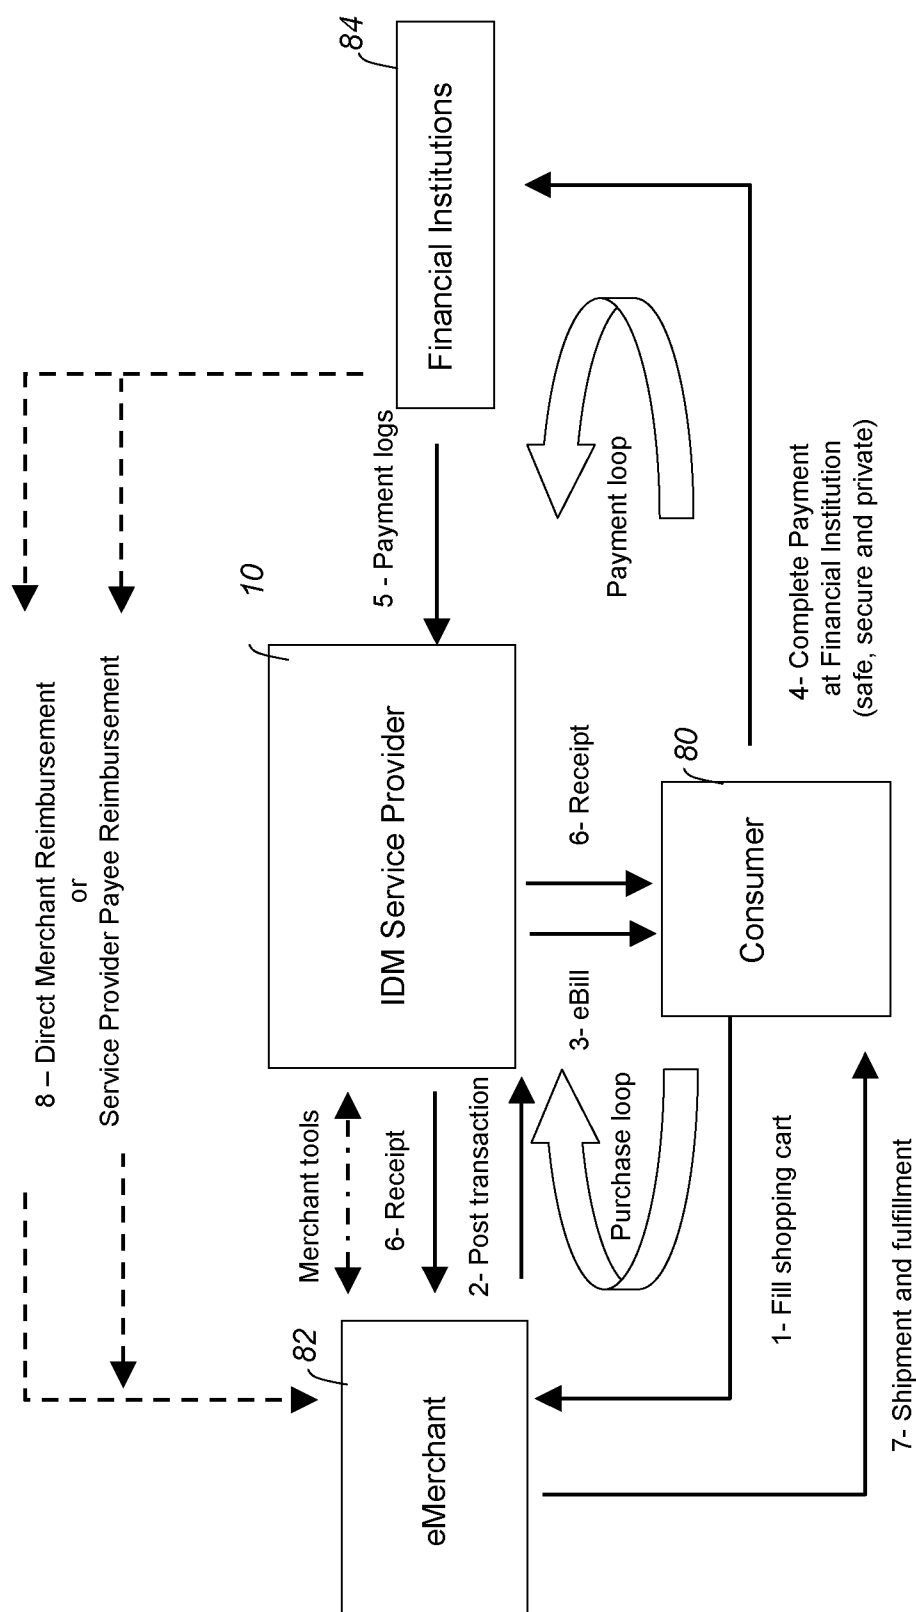 8 – Direct Merchant Reimbursement
or
Service Provider Payee Reimbursement
Merchant tools
6- Receipt
2- Post transaction
82
eMerchant
10
IDM Service Provider
5 - Payment logs
84
Financial Institutions
3- eBill
6- Receipt
Purchase loop
Payment loop
80
Consumer
1- Fill shopping cart
7- Shipment and fulfillment
4- Complete Payment
at Financial Institution
(safe, secure and private)